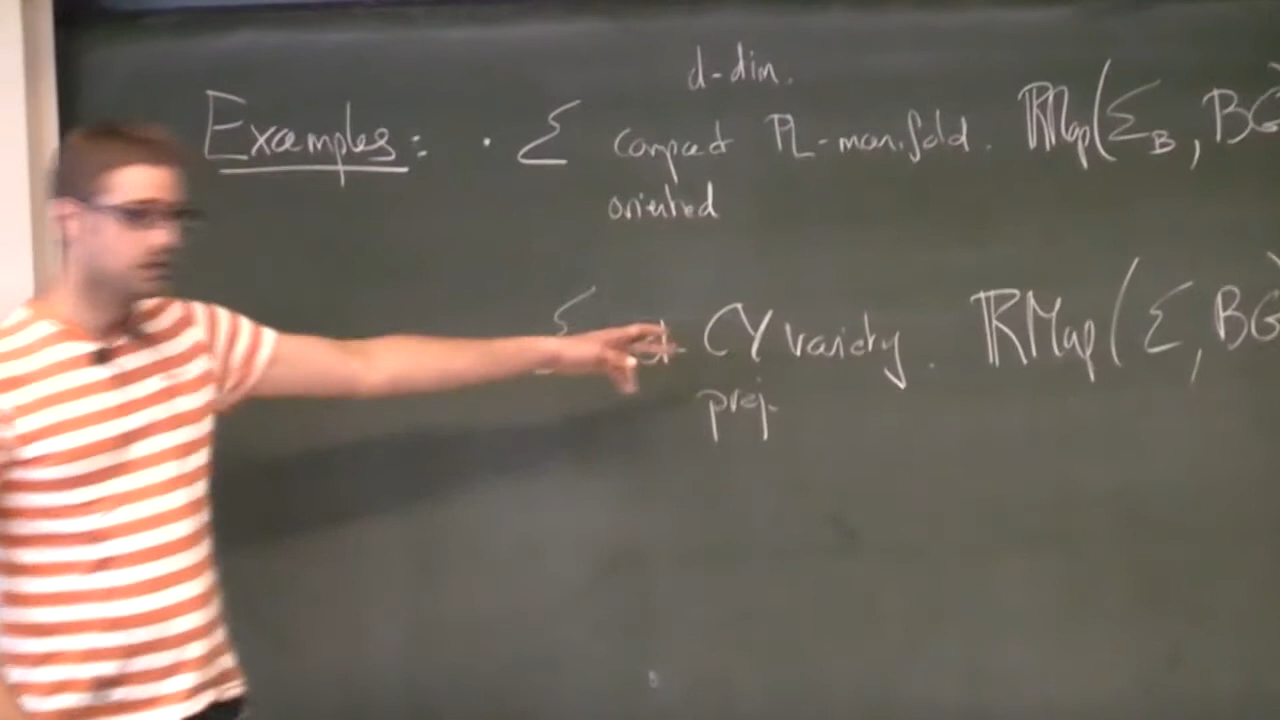 d-dim.
Examples: · Σ compact PL-manifold. ℝMap(Σ_B, BG)
oriented
Σ d- CY variety. ℝMap(Σ, BG)
proj.